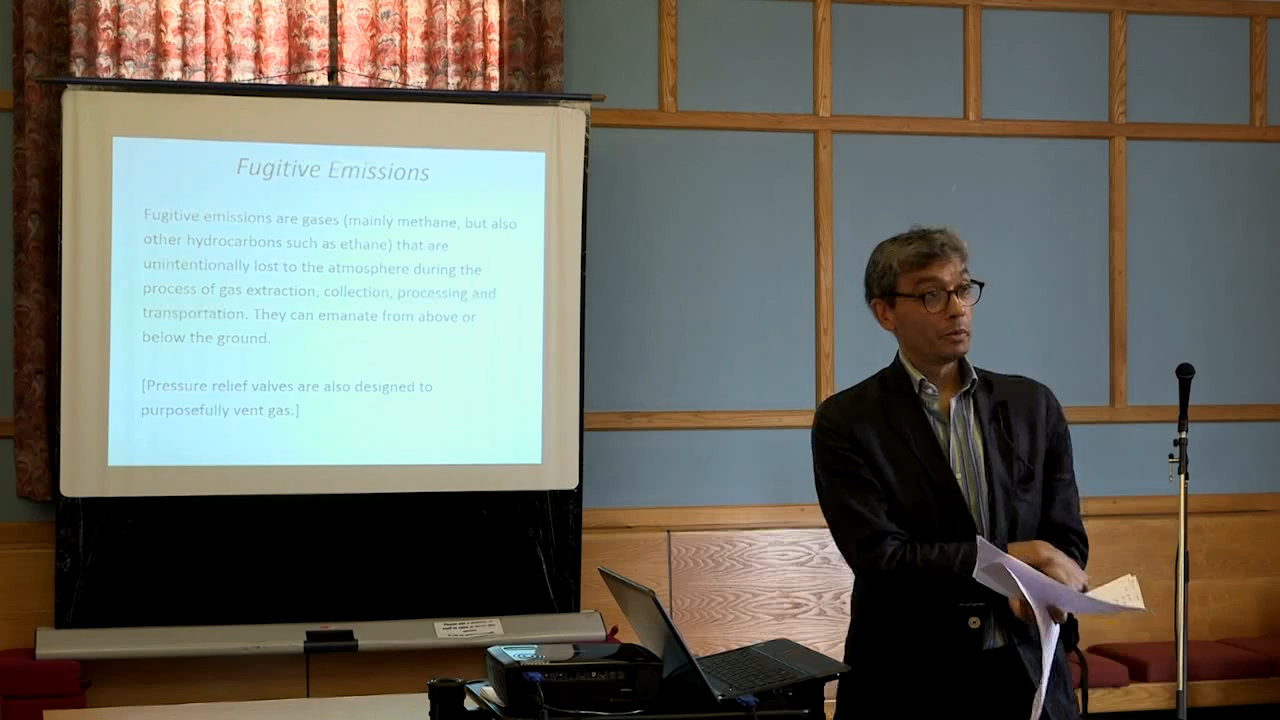 Fugitive Emissions
Fugitive emissions are gases (mainly methane, but also
other hydrocarbons such as ethane) that are
unintentionally lost to the atmosphere during the
process of gas extraction, collection, processing and
transportation. They can emanate from above or
below the ground.
[Pressure relief valves are also designed to
purposefully vent gas.]